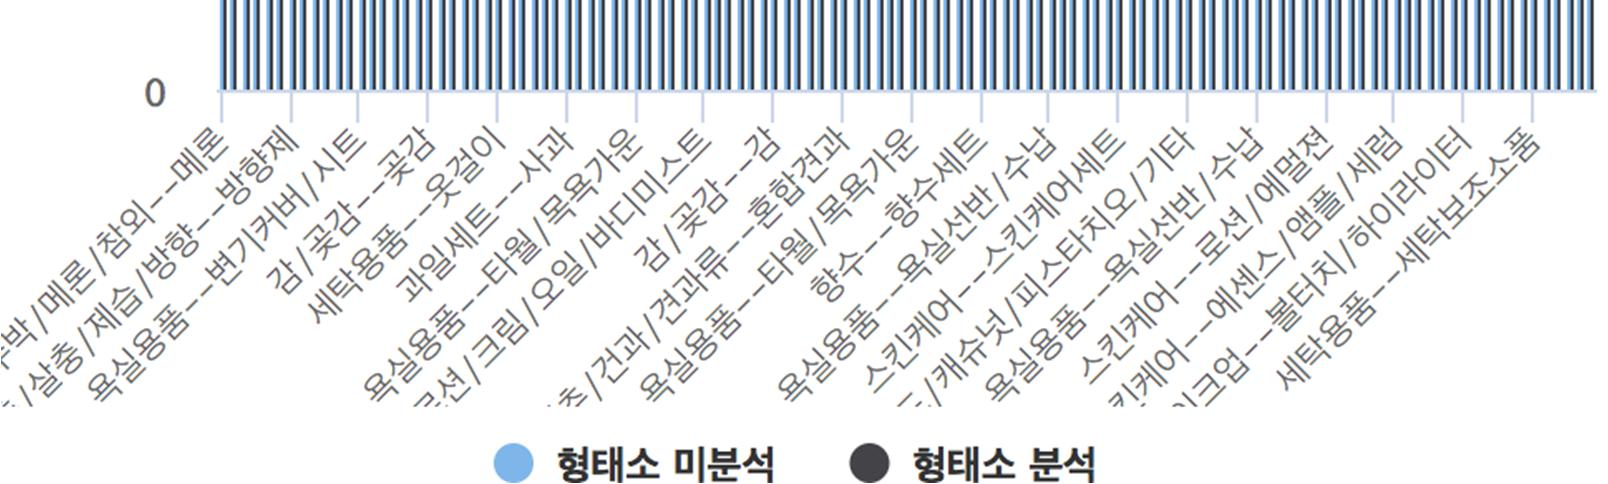 0
/메론/참외--메론
/살충/제습/방향--방향제
욕실용품--변기커버/시트
감/곶감--곶감
세탁용품--옷걸이
과일세트--사과
욕실용품--타월/목욕가운
/크림/오일/바디미스트
감/곶감--감
/건과/견과류--혼합견과
욕실용품--타월/목욕가운
향수--향수세트
욕실용품--욕실선반/수납
스킨케어--스킨케어세트
/캐슈넛/피스타치오/기타
욕실용품--욕실선반/수납
스킨케어--로션/에멀젼
킨케어--에센스/앰플/세럼
이크업--볼터치/하이라이터
세탁용품--세탁보조소품
형태소 미분석 형태소 분석